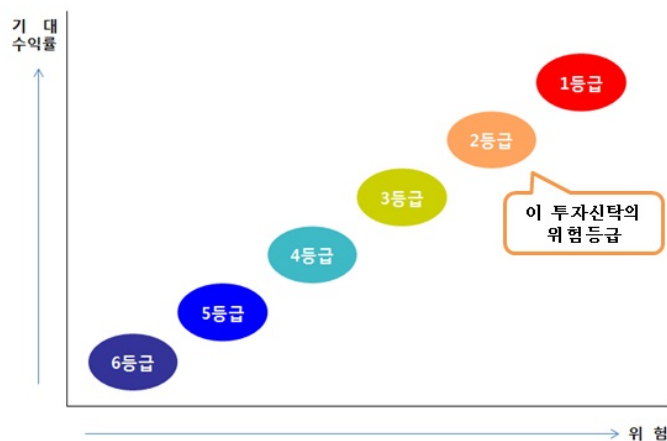 기 대
수익률
1등급
2등급
3등급
이 투자신탁의
위험등급
4등급
5등급
6등급
위 험